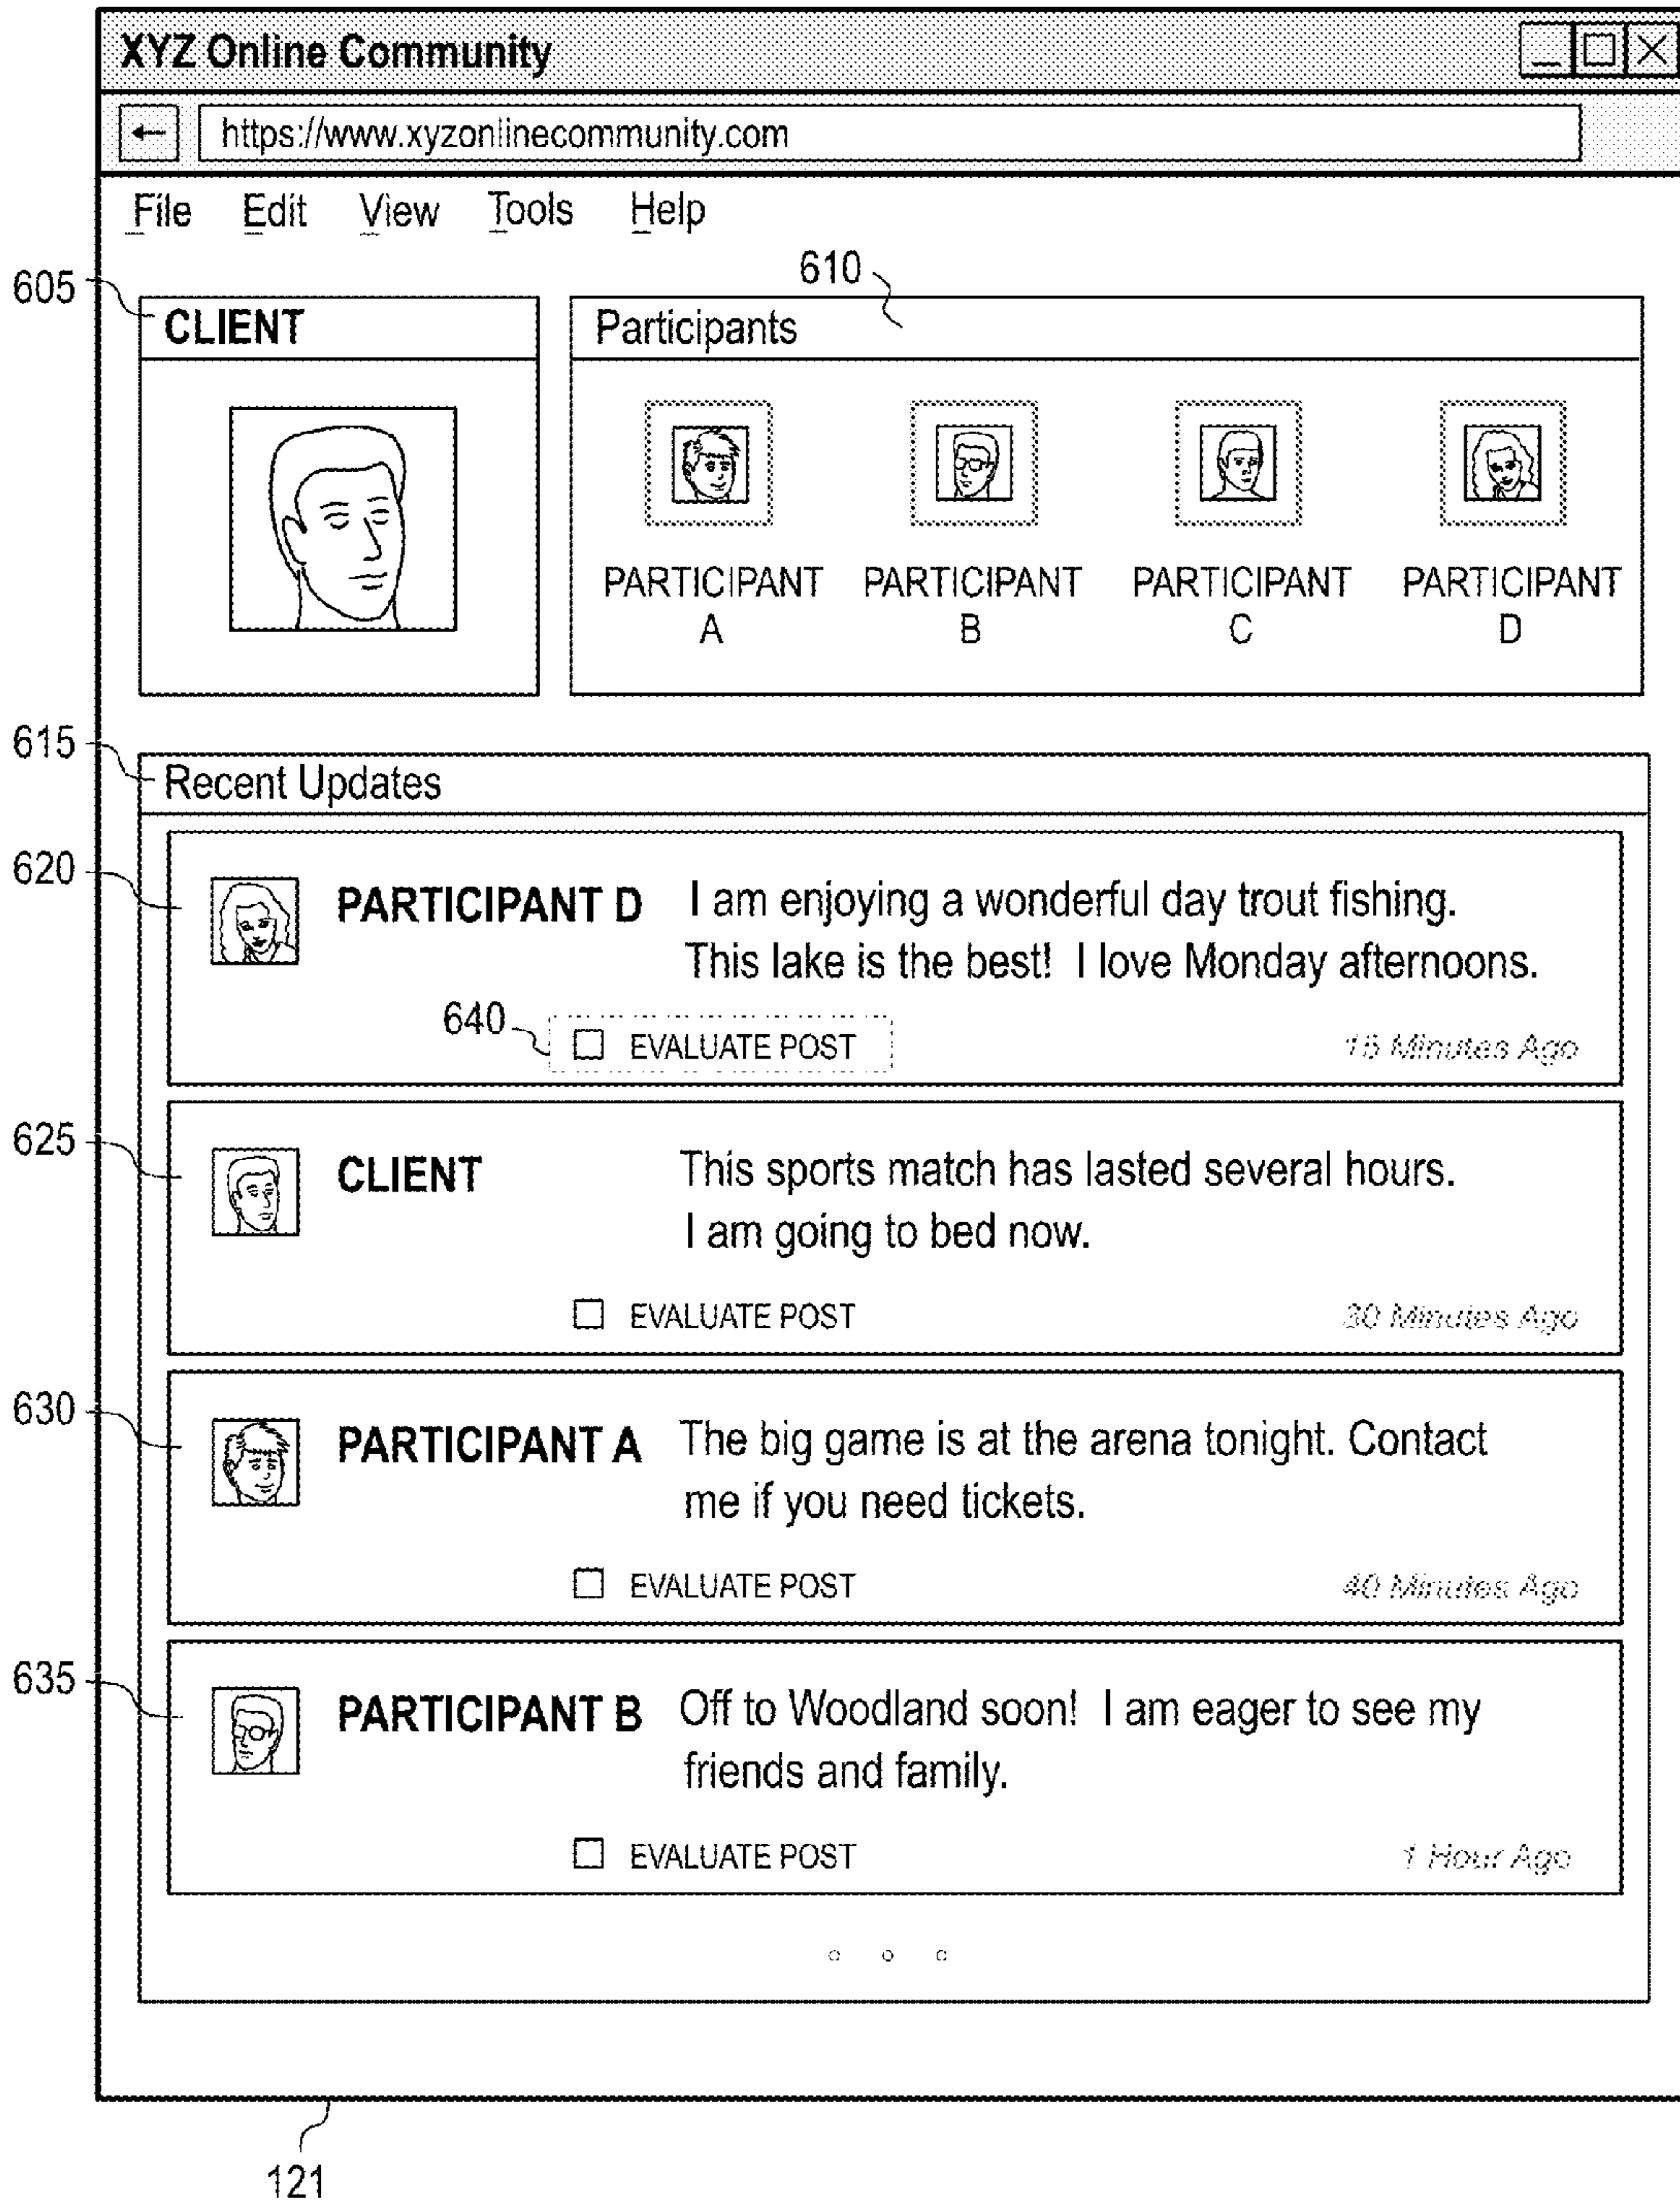 XYZ Online Community
https://www.xyzonlinecommunity.com
File Edit View Tools Help
605
610
CLIENT
Participants
PARTICIPANT A
PARTICIPANT B
PARTICIPANT C
PARTICIPANT D
615
Recent Updates
620
PARTICIPANT D
I am enjoying a wonderful day trout fishing.
This lake is the best! I love Monday afternoons.
640
EVALUATE POST
15 Minutes Ago
625
CLIENT
This sports match has lasted several hours.
I am going to bed now.
EVALUATE POST
30 Minutes Ago
630
PARTICIPANT A
The big game is at the arena tonight. Contact
me if you need tickets.
EVALUATE POST
40 Minutes Ago
635
PARTICIPANT B
Off to Woodland soon! I am eager to see my
friends and family.
EVALUATE POST
1 Hour Ago
121